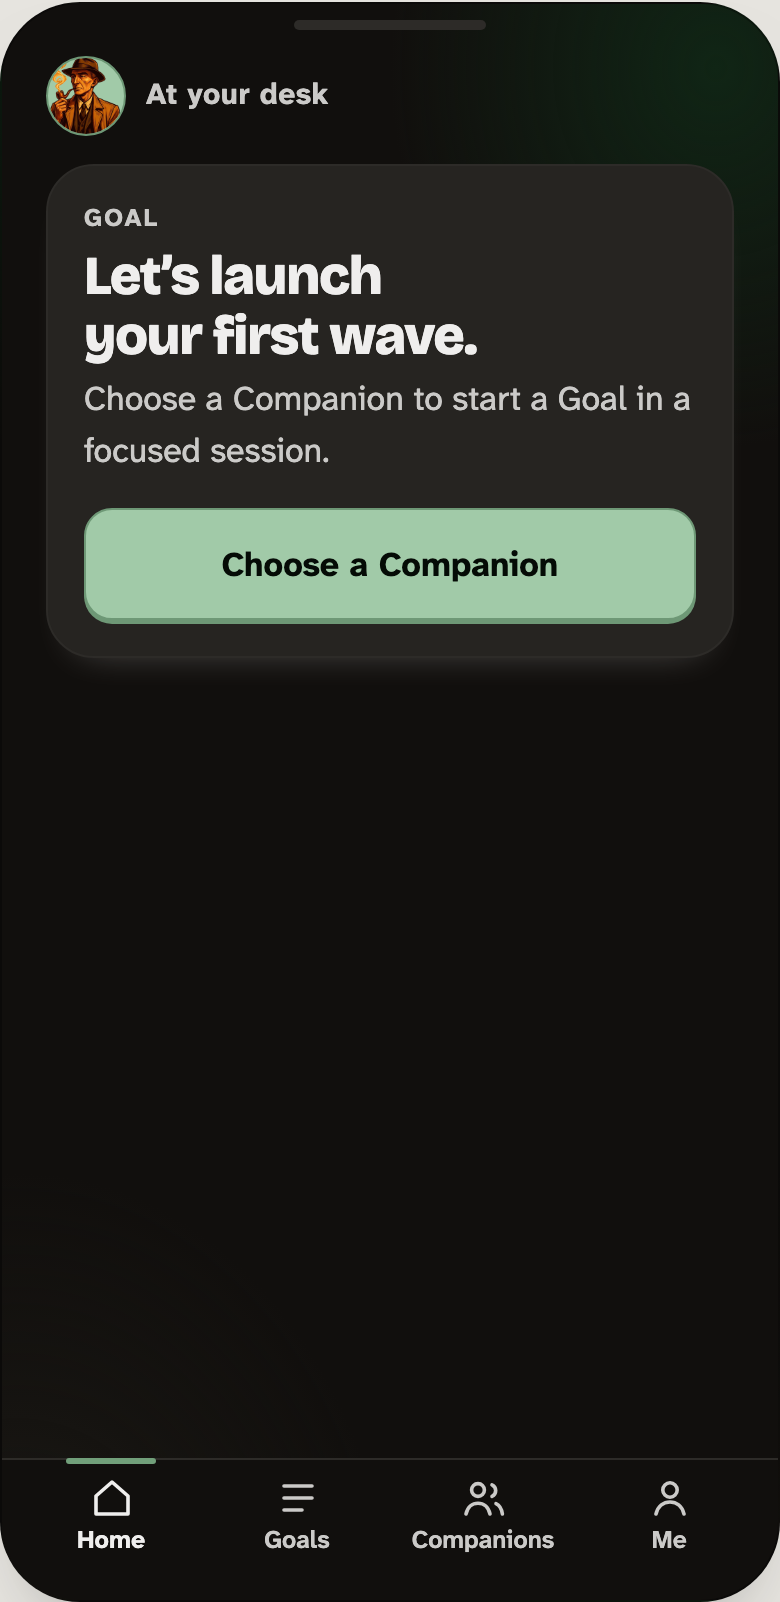 At your desk
GOAL
Let's launch
your first wave.
Choose a Companion to start a Goal in a
focused session.
Choose a Companion
Home
Goals
Companions
Me